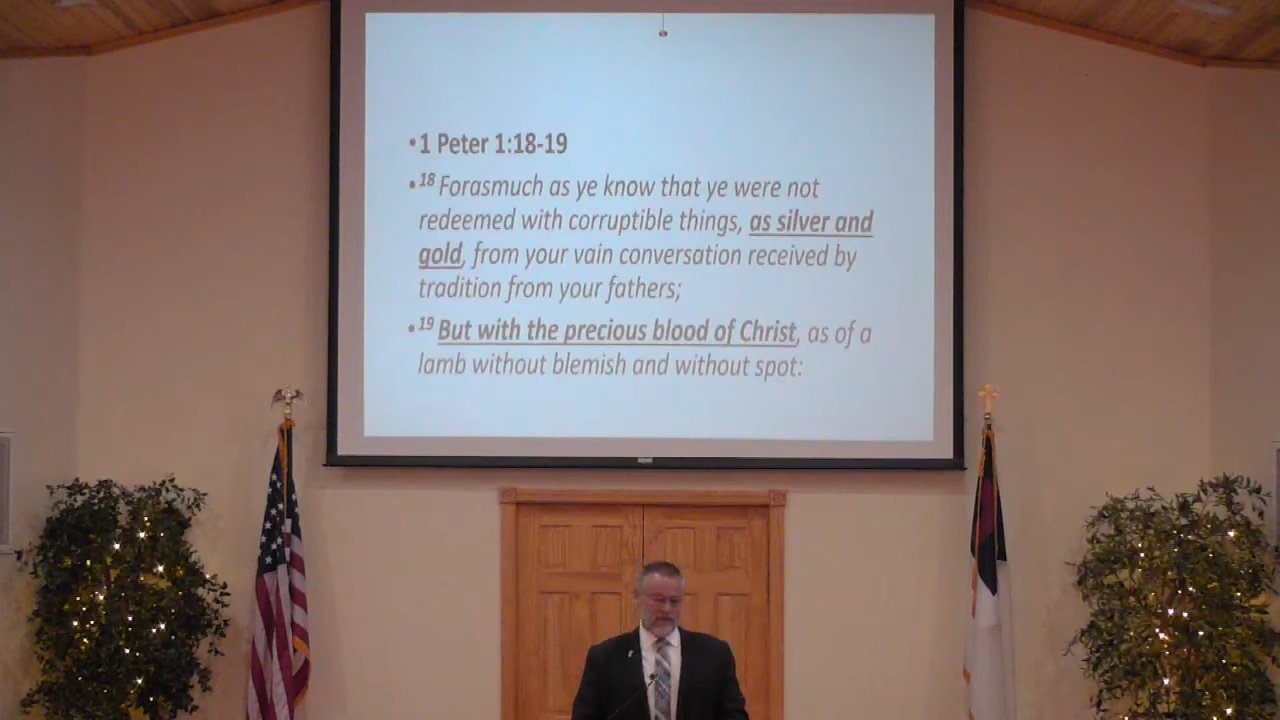 •1 Peter 1:18-19
•18 Forasmuch as ye know that ye were not
redeemed with corruptible things, as silver and
gold, from your vain conversation received by
tradition from your fathers;
•19 But with the precious blood of Christ, as of a
lamb without blemish and without spot: